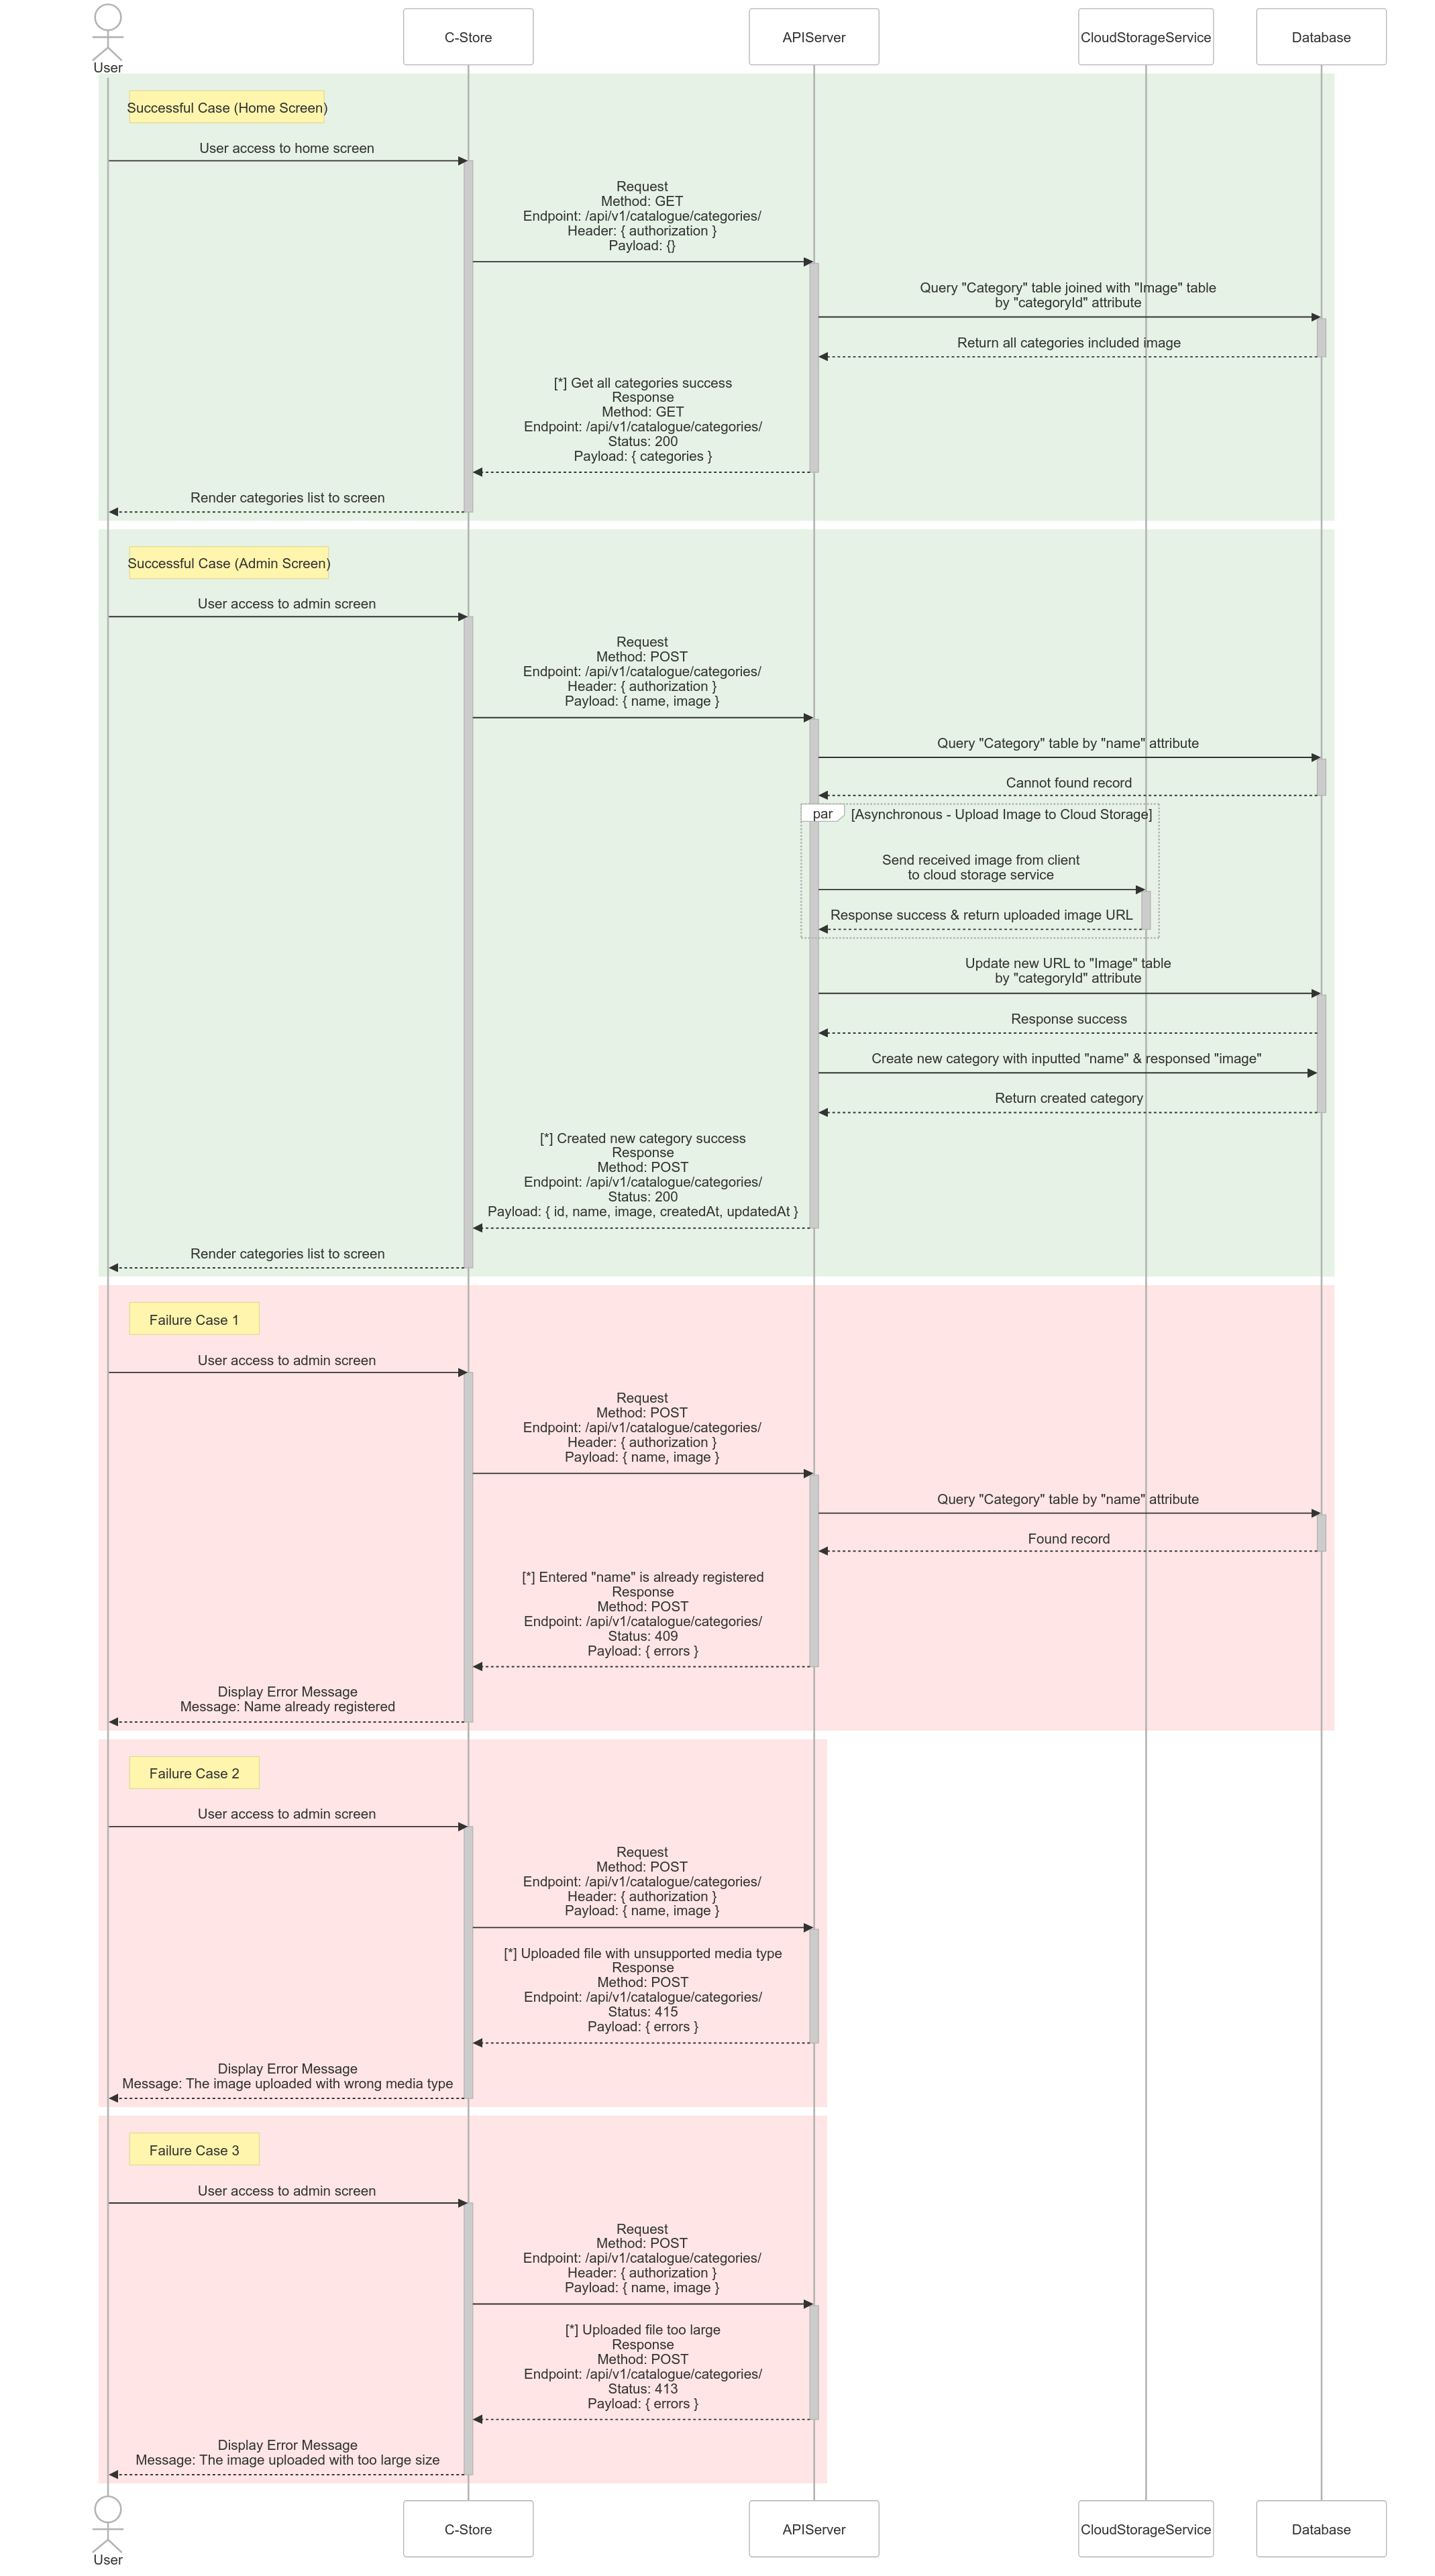 User
C-Store
APIServer
CloudStorageService
Database
Successful Case (Home Screen)
User access to home screen
Request
Method: GET
Endpoint: /api/v1/catalogue/categories/
Header: { authorization }
Payload: {}
Query "Category" table joined with "Image" table
by "categoryId" attribute
Return all categories included image
[*] Get all categories success
Response
Method: GET
Endpoint: /api/v1/catalogue/categories/
Status: 200
Payload: { categories }
Render categories list to screen
Successful Case (Admin Screen)
User access to admin screen
Request
Method: POST
Endpoint: /api/v1/catalogue/categories/
Header: { authorization }
Payload: { name, image }
Query "Category" table by "name" attribute
Cannot found record
par
[Asynchronous - Upload Image to Cloud Storage]
Send received image from client
to cloud storage service
Response success & return uploaded image URL
Update new URL to "Image" table
by "categoryId" attribute
Response success
Create new category with inputted "name" & responsed "image"
Return created category
[*] Created new category success
Response
Method: POST
Endpoint: /api/v1/catalogue/categories/
Status: 200
Payload: { id, name, image, createdAt, updatedAt }
Render categories list to screen
Failure Case 1
User access to admin screen
Request
Method: POST
Endpoint: /api/v1/catalogue/categories/
Header: { authorization }
Payload: { name, image }
Query "Category" table by "name" attribute
Found record
[*] Entered "name" is already registered
Response
Method: POST
Endpoint: /api/v1/catalogue/categories/
Status: 409
Payload: { errors }
Display Error Message
Message: Name already registered
Failure Case 2
User access to admin screen
Request
Method: POST
Endpoint: /api/v1/catalogue/categories/
Header: { authorization }
Payload: { name, image }
[*] Uploaded file with unsupported media type
Response
Method: POST
Endpoint: /api/v1/catalogue/categories/
Status: 415
Payload: { errors }
Display Error Message
Message: The image uploaded with wrong media type
Failure Case 3
User access to admin screen
Request
Method: POST
Endpoint: /api/v1/catalogue/categories/
Header: { authorization }
Payload: { name, image }
[*] Uploaded file too large
Response
Method: POST
Endpoint: /api/v1/catalogue/categories/
Status: 413
Payload: { errors }
Display Error Message
Message: The image uploaded with too large size
User
C-Store
APIServer
CloudStorageService
Database